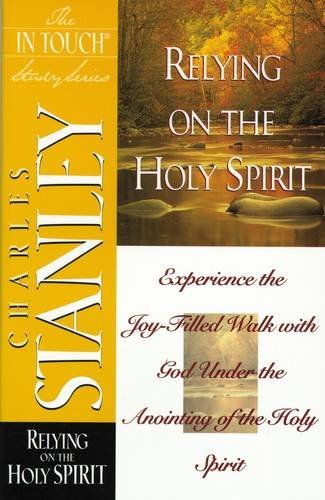 The
IN TOUCH®
Study Series
CHARLES
STANLEY
RELYING
ON THE
HOLY SPIRIT
RELYING
ON THE
HOLY SPIRIT
Experience the
Joy-Filled Walk with
God Under the
Anointing of the Holy
Spirit